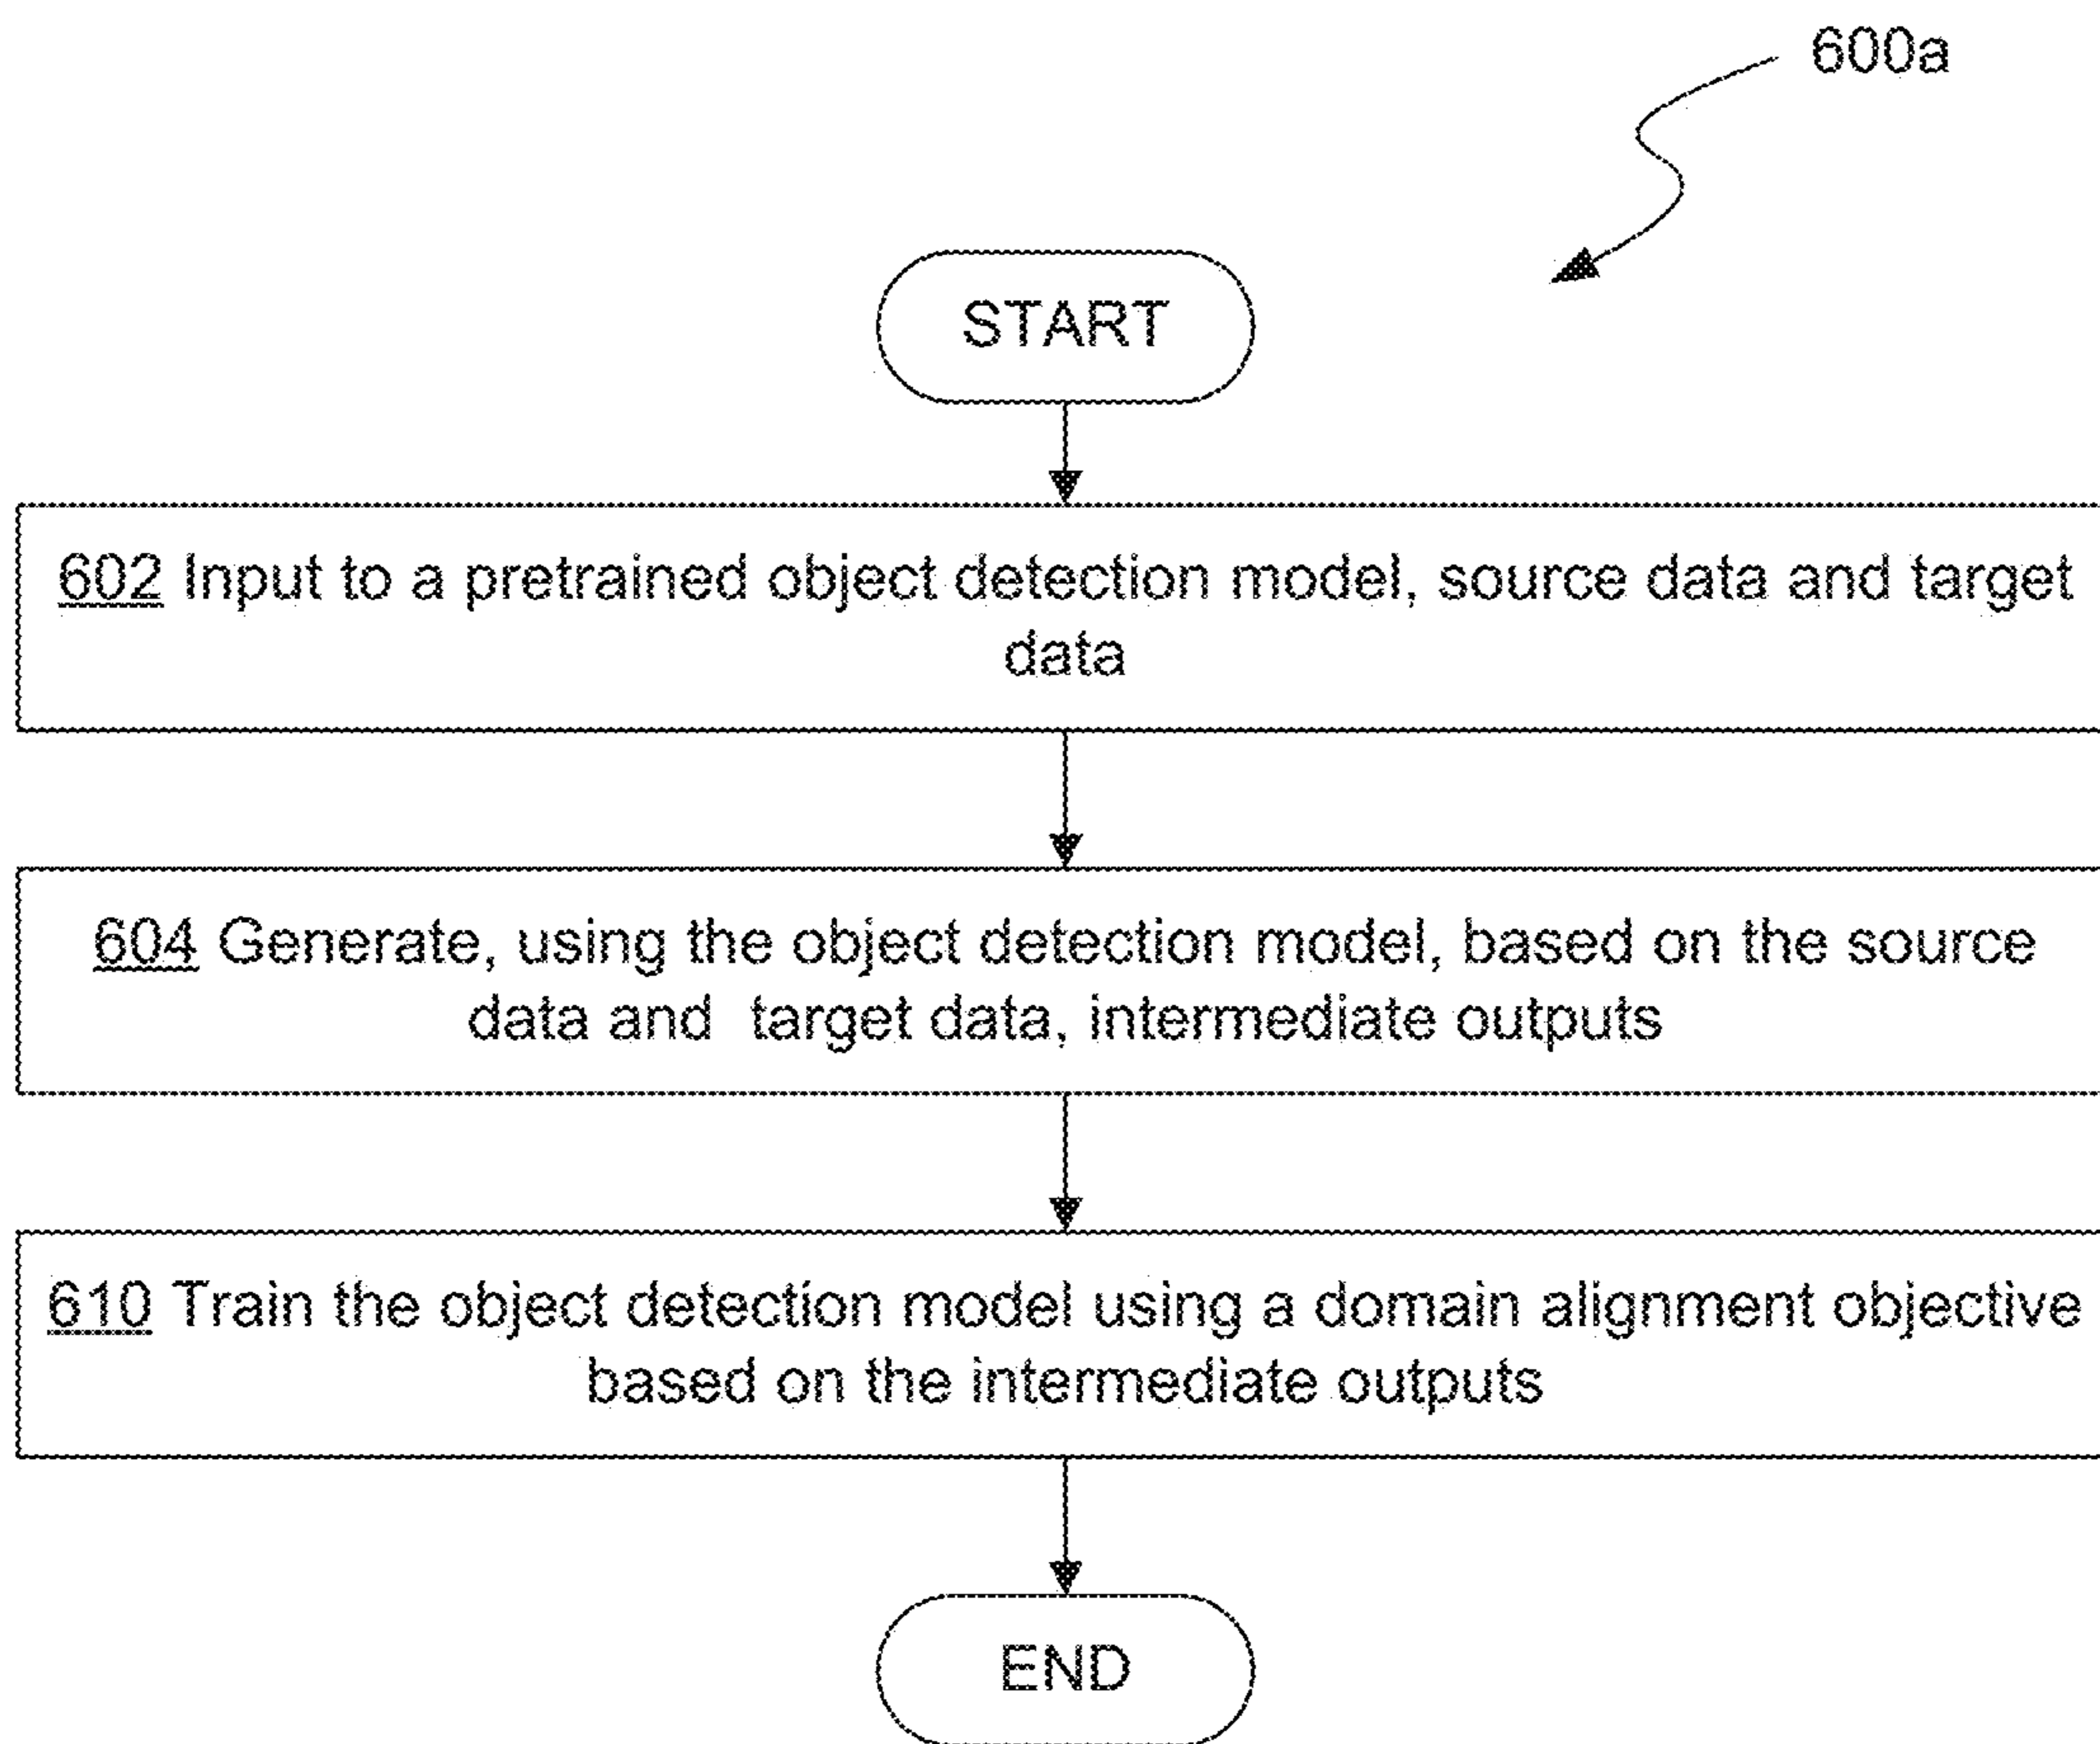 600a
START
602 Input to a pretrained object detection model, source data and target
data
604 Generate, using the object detection model, based on the source
data and target data, intermediate outputs
610 Train the object detection model using a domain alignment objective
based on the intermediate outputs
END